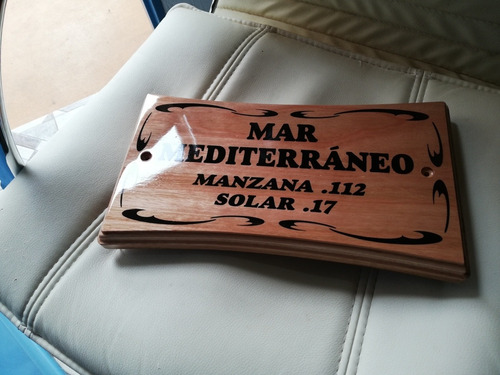 MAR
MEDITERRÁNEO
MANZANA .112
SOLAR .17